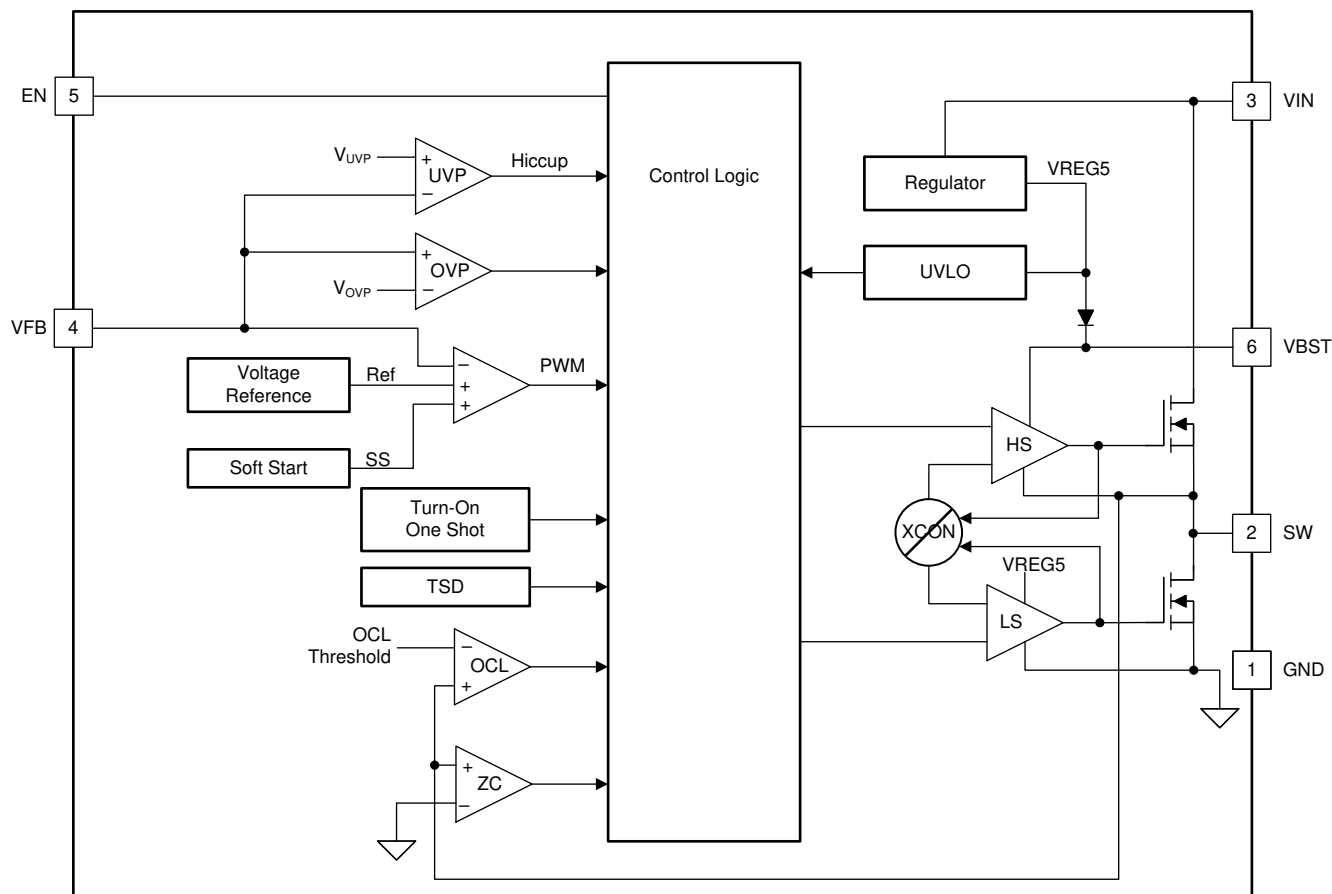 EN
5
3
VIN
VUVP
+
UVP
−
Hiccup
Control Logic
Regulator
VREG5
+
OVP
−
VOVP
UVLO
VFB
4
6
VBST
Voltage
Reference
Ref
−
+
+
PWM
Soft Start
SS
HS
Turn-On
One Shot
XCON
2
SW
TSD
VREG5
LS
OCL
Threshold
−
OCL
+
1
GND
+
ZC
−